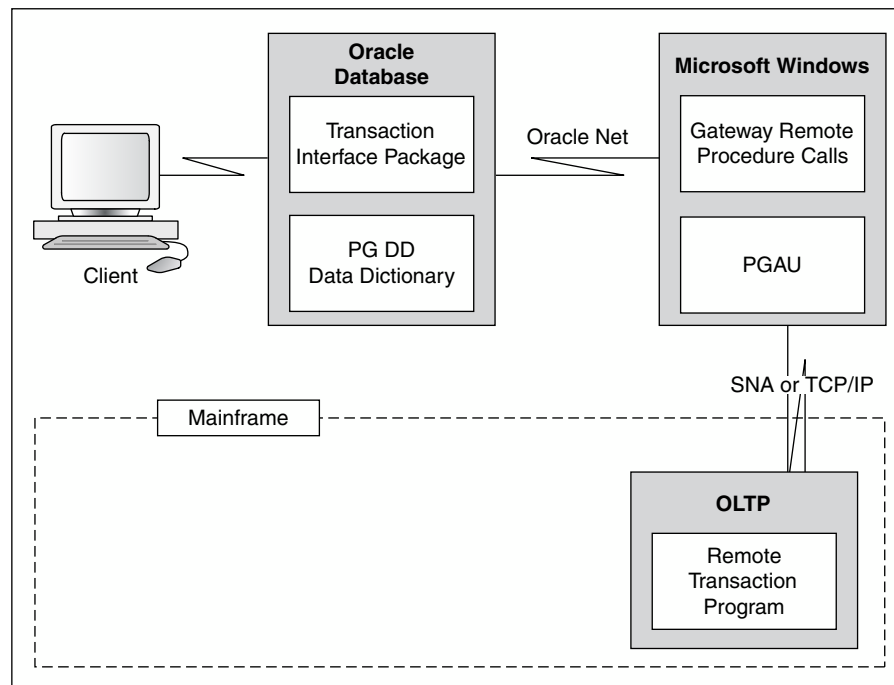 Oracle
Database
Transaction
Interface Package
PG DD
Data Dictionary
Client
Oracle Net
Microsoft Windows
Gateway Remote
Procedure Calls
PGAU
SNA or TCP/IP
Mainframe
OLTP
Remote
Transaction
Program